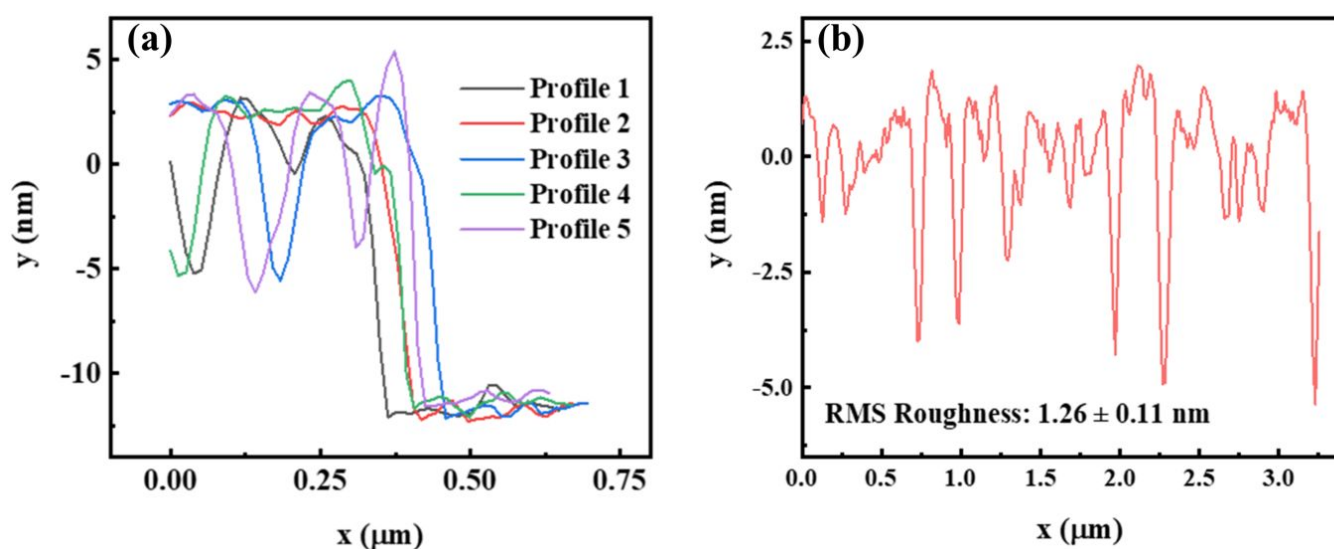 (a)
5
0
-5
-10
y (nm)
Profile 1
Profile 2
Profile 3
Profile 4
Profile 5
0.00 0.25 0.50 0.75
x (μm)
(b)
2.5
0.0
-2.5
-5.0
y (nm)
RMS Roughness: 1.26 ± 0.11 nm
0.0 0.5 1.0 1.5 2.0 2.5 3.0
x (μm)